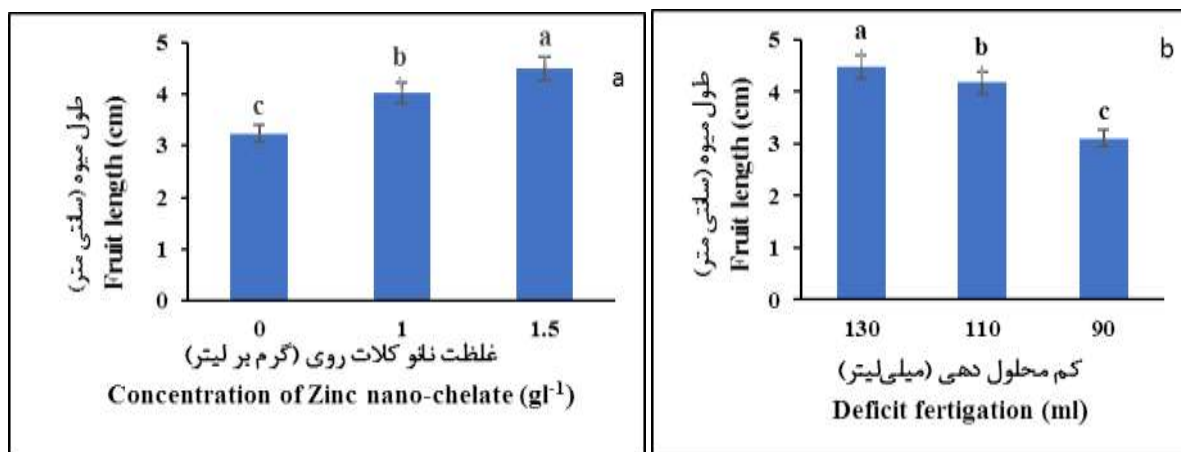 a
طول میوه (سانتی متر)
Fruit length (cm)
5
4
3
2
1
0
c
b
a
0
1
1.5
غلظت نانو کلات روی (گرم بر لیتر)
Concentration of Zinc nano-chelate (gl⁻¹)
b
طول میوه (سانتی متر)
Fruit length (cm)
5
4
3
2
1
0
a
b
c
130
110
90
کم محلول دهی (میلی‌لیتر)
Deficit fertigation (ml)